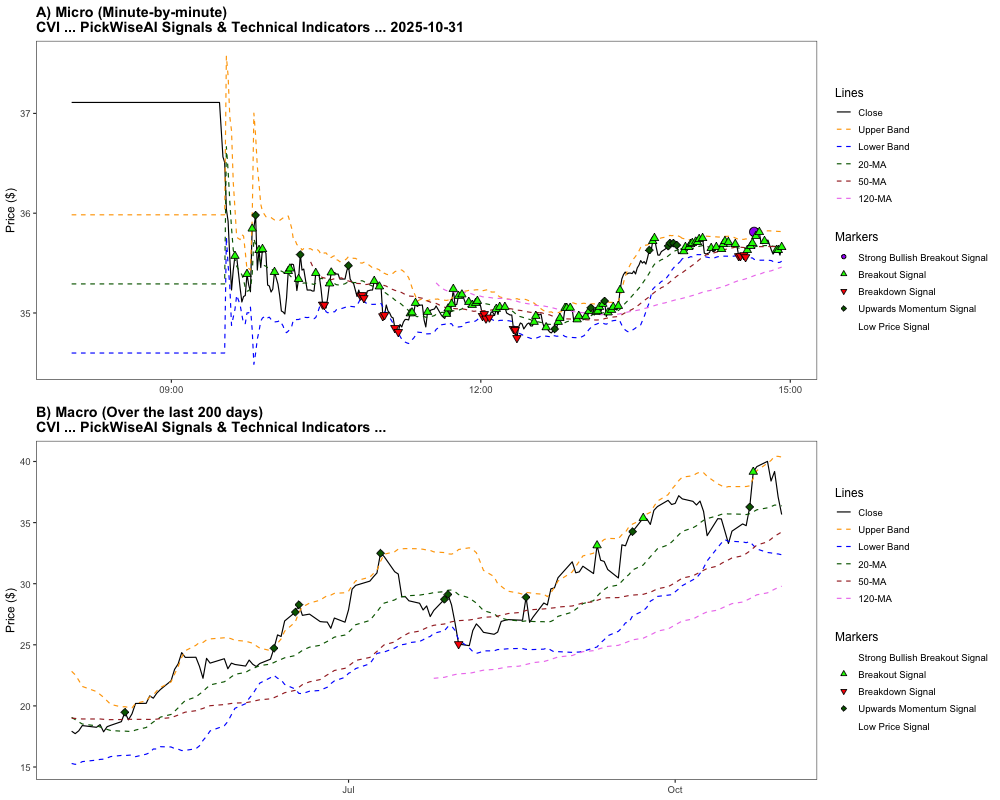 A) Micro (Minute-by-minute)
CVI ... PickWiseAI Signals & Technical Indicators ... 2025-10-31
Price ($)
37
36
35
09:00
12:00
15:00
Lines
Close
Upper Band
Lower Band
20-MA
50-MA
120-MA
Markers
Strong Bullish Breakout Signal
Breakout Signal
Breakdown Signal
Upwards Momentum Signal
Low Price Signal
B) Macro (Over the last 200 days)
CVI ... PickWiseAI Signals & Technical Indicators ...
Price ($)
40
35
30
25
20
15
Jul
Oct
Lines
Close
Upper Band
Lower Band
20-MA
50-MA
120-MA
Markers
Strong Bullish Breakout Signal
Breakout Signal
Breakdown Signal
Upwards Momentum Signal
Low Price Signal